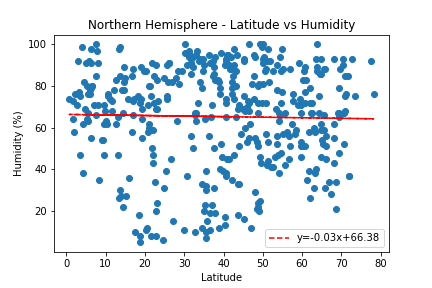 Northern Hemisphere - Latitude vs Humidity
100
80
60
40
20
Humidity (%)
y=-0.03x+66.38
0 10 20 30 40 50 60 70 80
Latitude